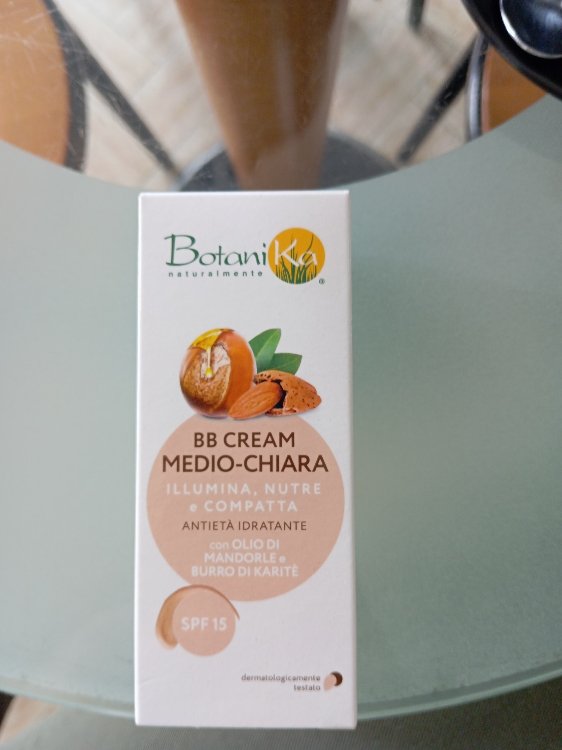 BotaniKa
naturalmente
®
BB CREAM
MEDIO-CHIARA
ILLUMINA, NUTRE
e COMPATTA
ANTIETÀ IDRATANTE
con OLIO DI
MANDORLE e
BURRO DI KARITÈ
SPF 15
dermatologicamente
testato